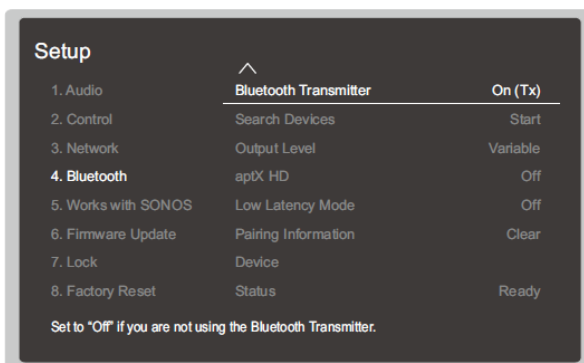 Setup
1. Audio
Bluetooth Transmitter On (Tx)
2. Control
Search Devices Start
3. Network
Output Level Variable
4. Bluetooth
aptX HD Off
5. Works with SONOS
Low Latency Mode Off
6. Firmware Update
Pairing Information Clear
7. Lock
Device
8. Factory Reset
Status Ready
Set to “Off” if you are not using the Bluetooth Transmitter.